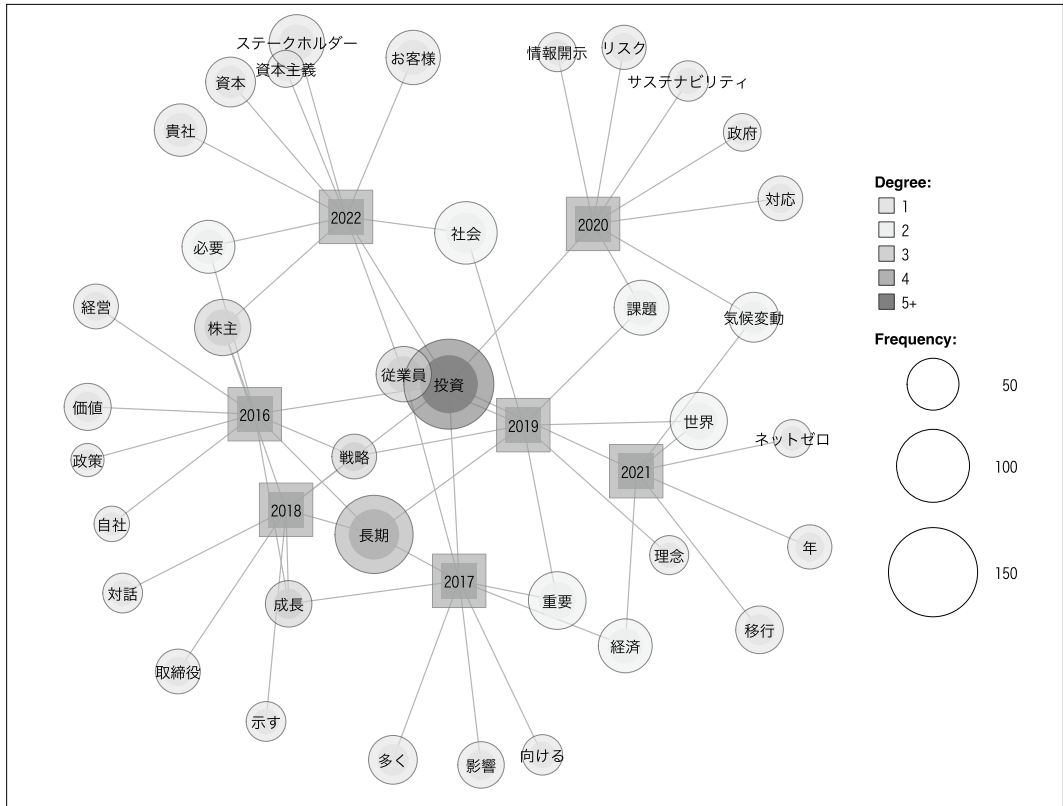 ステークホルダー
お客様
情報開示
リスク
資本主義
資本
サステナビリティ
貴社
政府
対応
2022
2020
社会
必要
課題
気候変動
経営
株主
従業員
投資
価値
2016
2019
世界
ネットゼロ
政策
戦略
2021
自社
2018
長期
理念
年
対話
成長
2017
重要
経済
移行
取締役
示す
多く
影響
向ける
Degree:
1
2
3
4
5+
Frequency:
50
100
150